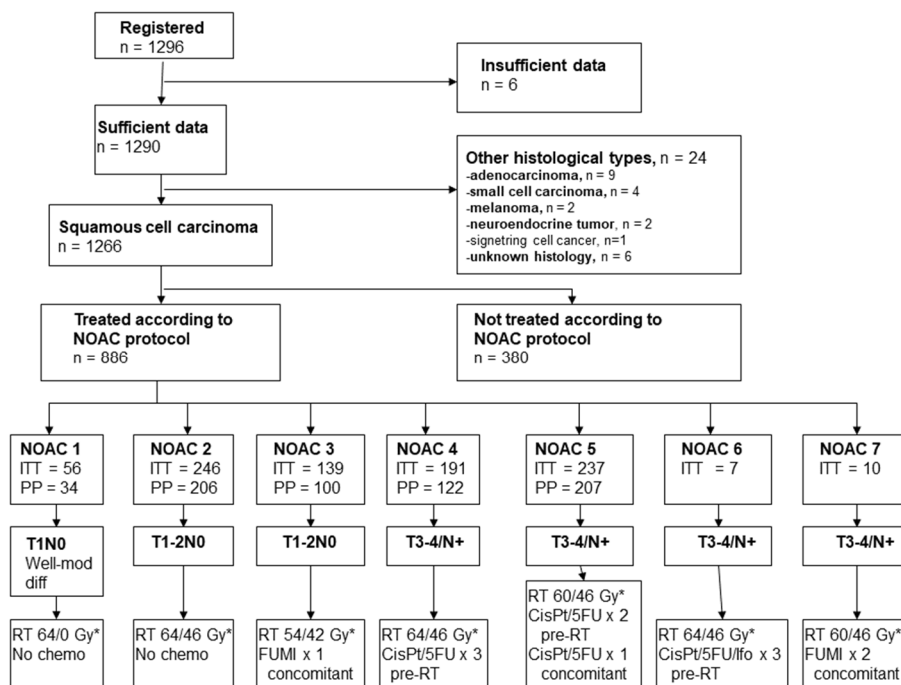 Registered
n = 1296
Insufficient data
n = 6
Sufficient data
n = 1290
Other histological types, n = 24
-adenocarcinoma, n = 9
-small cell carcinoma, n = 4
-melanoma, n = 2
-neuroendocrine tumor, n = 2
-signetring cell cancer, n=1
-unknown histology, n = 6
Squamous cell carcinoma
n = 1266
Treated according to
NOAC protocol
n = 886
Not treated according to
NOAC protocol
n = 380
NOAC 1
ITT = 56
PP = 34
NOAC 2
ITT = 246
PP = 206
NOAC 3
ITT = 139
PP = 100
NOAC 4
ITT = 191
PP = 122
NOAC 5
ITT = 237
PP = 207
NOAC 6
ITT = 7
NOAC 7
ITT = 10
T1N0
Well-mod
diff
T1-2N0
T1-2N0
T3-4/N+
T3-4/N+
T3-4/N+
T3-4/N+
RT 64/0 Gy*
No chemo
RT 64/46 Gy*
No chemo
RT 54/42 Gy*
FUMI x 1
concomitant
RT 64/46 Gy*
CisPt/5FU x 3
pre-RT
RT 60/46 Gy*
CisPt/5FU x 2
pre-RT
CisPt/5FU x 1
concomitant
RT 64/46 Gy*
CisPt/5FU/Ifo x 3
pre-RT
RT 60/46 Gy*
FUMI x 2
concomitant